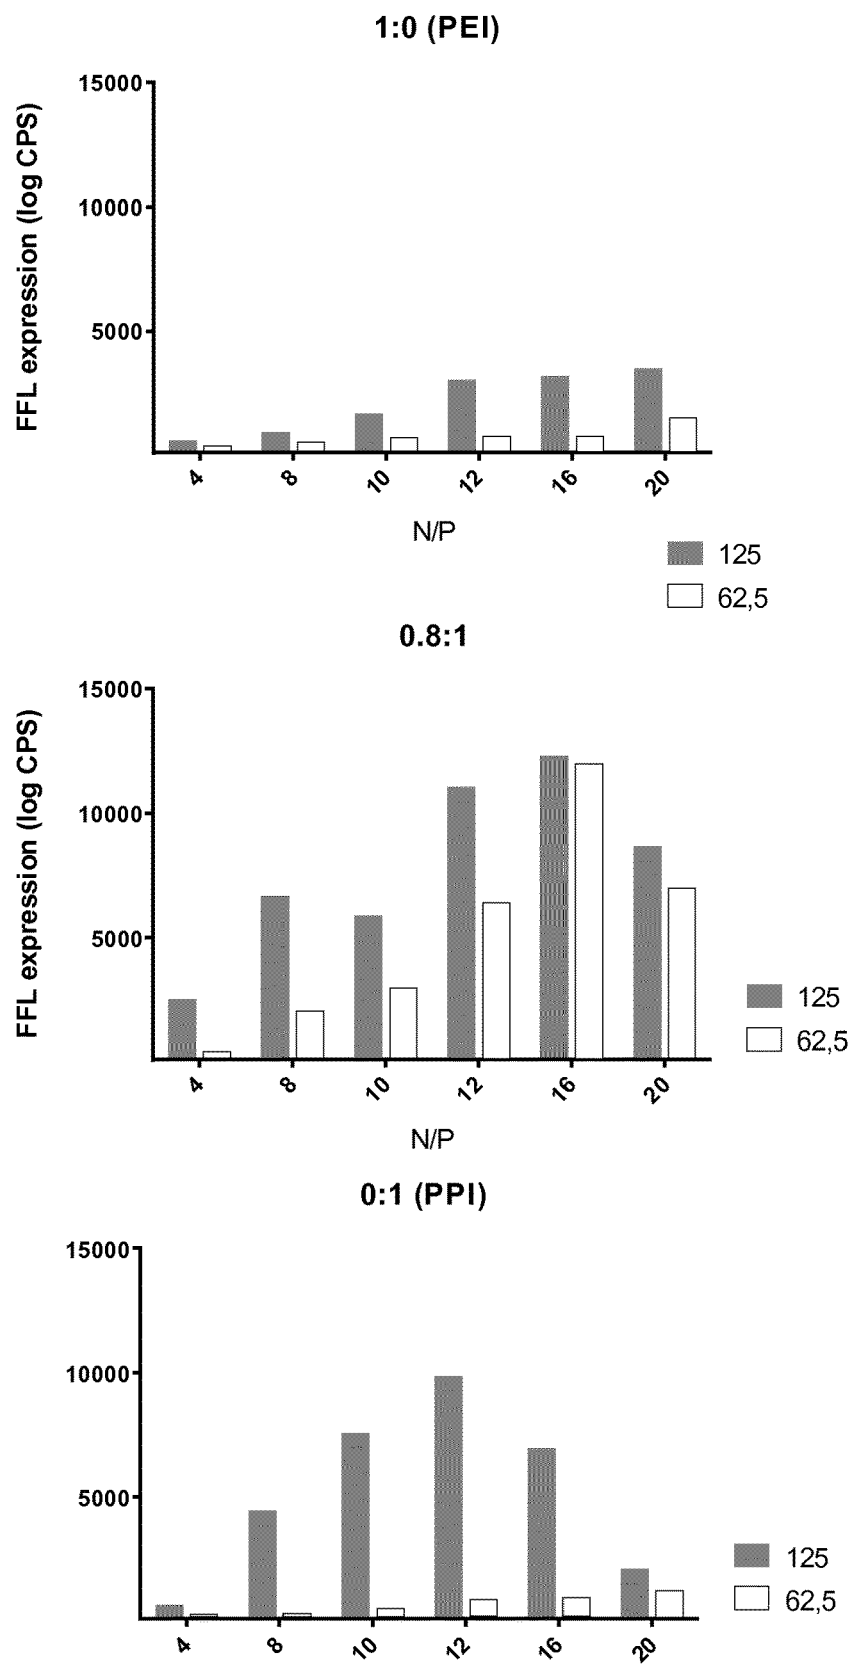 1:0 (PEI)
FFL expression (log CPS)
15000
10000
5000
4 8 10 12 16 20
N/P
125
62,5
0.8:1
FFL expression (log CPS)
15000
10000
5000
4 8 10 12 16 20
N/P
125
62,5
0:1 (PPI)
15000
10000
5000
4 8 10 12 16 20
125
62,5